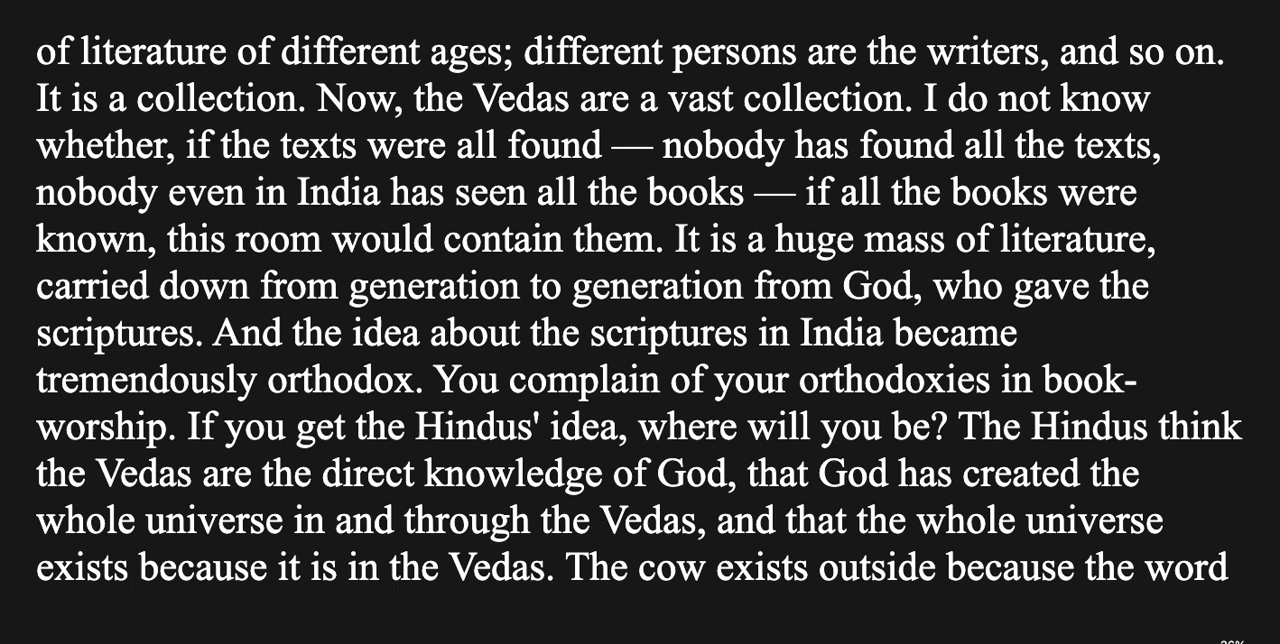 of literature of different ages; different persons are the writers, and so on.
It is a collection. Now, the Vedas are a vast collection. I do not know
whether, if the texts were all found — nobody has found all the texts,
nobody even in India has seen all the books — if all the books were
known, this room would contain them. It is a huge mass of literature,
carried down from generation to generation from God, who gave the
scriptures. And the idea about the scriptures in India became
tremendously orthodox. You complain of your orthodoxies in book-
worship. If you get the Hindus' idea, where will you be? The Hindus think
the Vedas are the direct knowledge of God, that God has created the
whole universe in and through the Vedas, and that the whole universe
exists because it is in the Vedas. The cow exists outside because the word